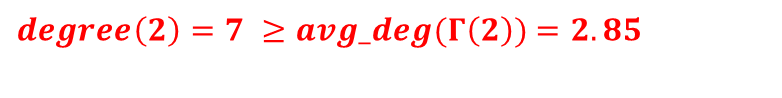 degree(2) = 7 ≥ avg_deg(Γ(2)) = 2.85